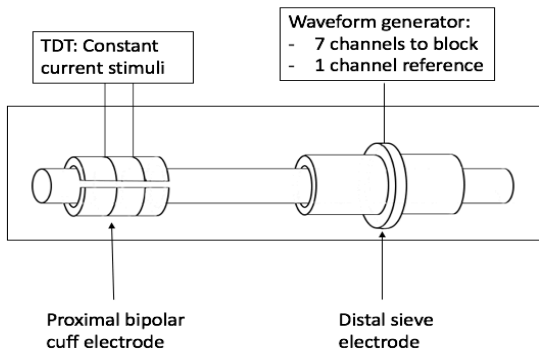 TDT: Constant
current stimuli
Waveform generator:
- 7 channels to block
- 1 channel reference
Proximal bipolar
cuff electrode
Distal sieve
electrode